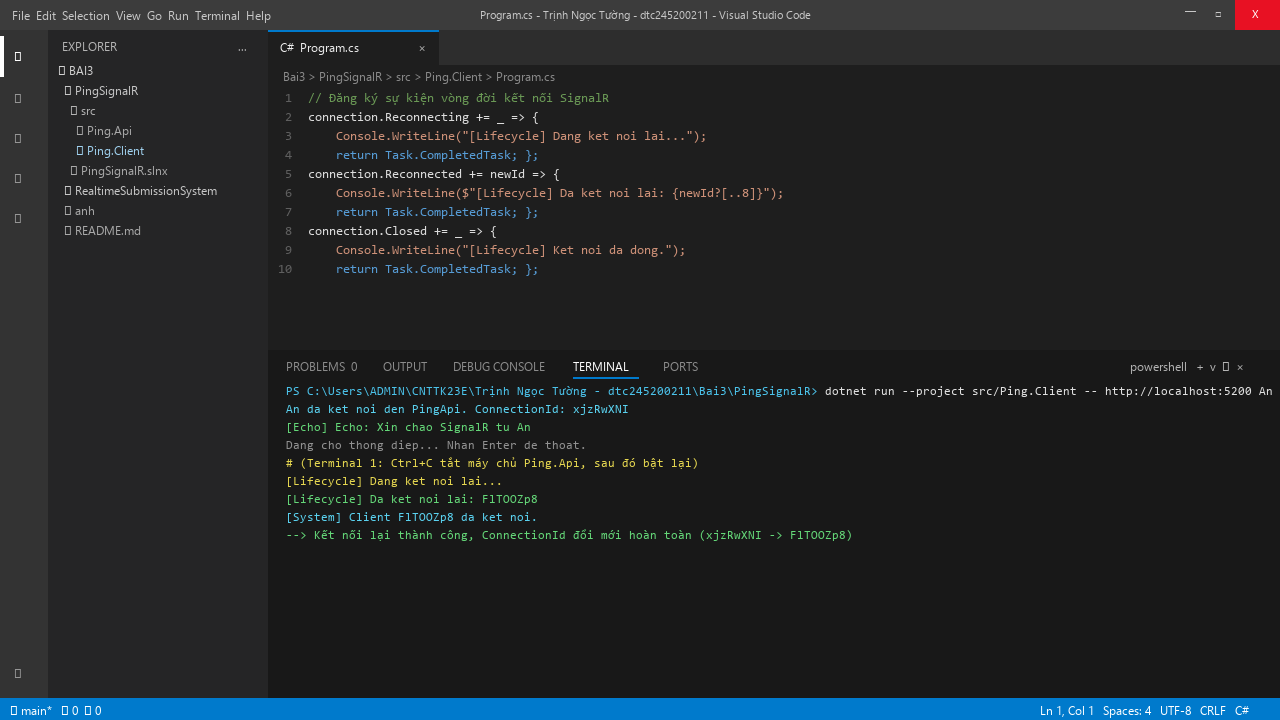 File Edit Selection View Go Run Terminal Help
Program.cs - Trịnh Ngọc Tường - dtc245200211 - Visual Studio Code
X
EXPLORER ...
BAI3
PingSignalR
src
Ping.Api
Ping.Client
PingSignalR.slnx
RealtimeSubmissionSystem
anh
README.md
C# Program.cs ×
Bai3 > PingSignalR > src > Ping.Client > Program.cs
1 // Đăng ký sự kiện vòng đời kết nối SignalR
2 connection.Reconnecting += _ => {
3 Console.WriteLine("[Lifecycle] Dang ket noi lai...");
4 return Task.CompletedTask; };
5 connection.Reconnected += newId => {
6 Console.WriteLine($"[Lifecycle] Da ket noi lai: {newId?[..8]}");
7 return Task.CompletedTask; };
8 connection.Closed += _ => {
9 Console.WriteLine("[Lifecycle] Ket noi da dong.");
10 return Task.CompletedTask; };
PROBLEMS 0 OUTPUT DEBUG CONSOLE TERMINAL PORTS
powershell + v ×
PS C:\Users\ADMIN\CNTTK23E\Trịnh Ngọc Tường - dtc245200211\Bai3\PingSignalR> dotnet run --project src/Ping.Client -- http://localhost:5200 An
An da ket noi den PingApi. ConnectionId: xjzRwXNI
[Echo] Echo: Xin chao SignalR tu An
Dang cho thong diep... Nhan Enter de thoat.
# (Terminal 1: Ctrl+C tắt máy chủ Ping.Api, sau đó bật lại)
[Lifecycle] Dang ket noi lai...
[Lifecycle] Da ket noi lai: FlTOOZp8
[System] Client FlTOOZp8 da ket noi.
--> Kết nối lại thành công, ConnectionId đổi mới hoàn toàn (xjzRwXNI -> FlTOOZp8)
main* 0 0
Ln 1, Col 1 Spaces: 4 UTF-8 CRLF C#